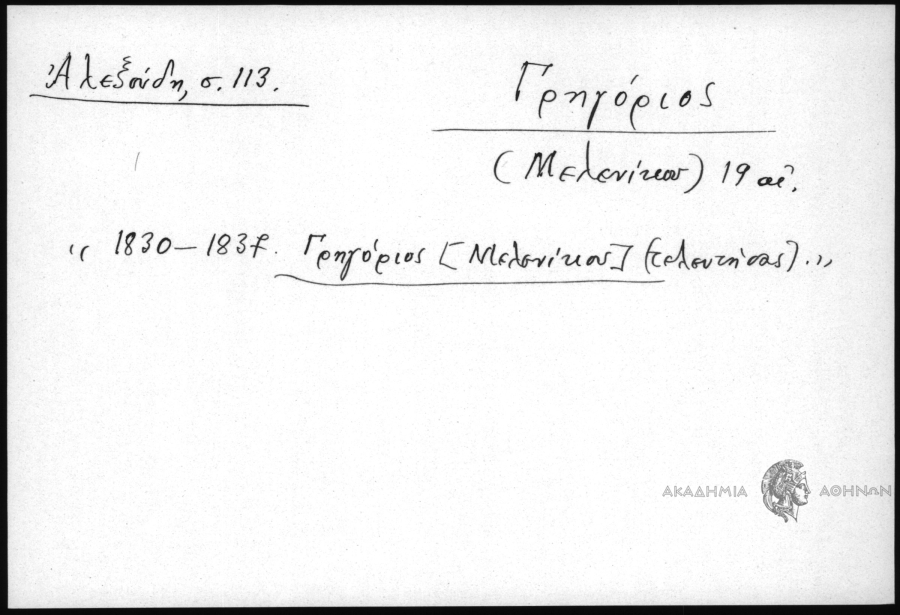 Ἀλεξούδη, σ. 113.
Γρηγόριος
(Μελενίκου) 19 αἰ.
“ 1830 – 1837. Γρηγόριος [Μελενίκου] (τελευτήσας).”
ΑΚΑΔΗΜΙΑ ΑΘΗΝΩΝ